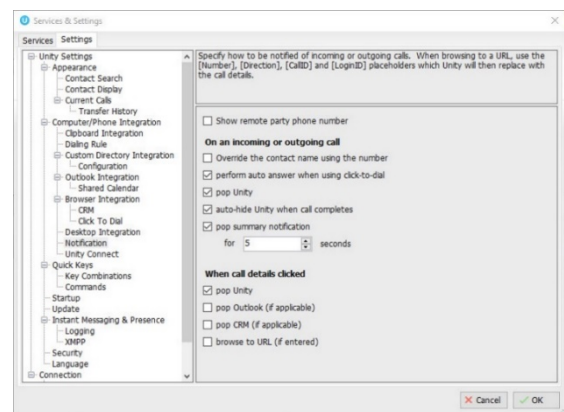 Services & Settings
Services Settings
Unity Settings
Appearance
Contact Search
Contact Display
Current Calls
Transfer History
Computer/Phone Integration
Clipboard Integration
Dialing Rule
Custom Directory Integration
Configuration
Outlook Integration
Shared Calendar
Browser Integration
CRM
Click To Dial
Desktop Integration
Notification
Unity Connect
Quick Keys
Key Combinations
Commands
Startup
Update
Instant Messaging & Presence
Logging
XMPP
Security
Language
Connection
Specify how to be notified of incoming or outgoing calls. When browsing to a URL, use the
[Number], [Direction], [CallID] and [LoginID] placeholders which Unity will then replace with
the call details.
Show remote party phone number
On an incoming or outgoing call
Override the contact name using the number
perform auto answer when using click-to-dial
pop Unity
auto-hide Unity when call completes
pop summary notification
for 5 seconds
When call details clicked
pop Unity
pop Outlook (if applicable)
pop CRM (if applicable)
browse to URL (if entered)
Cancel OK